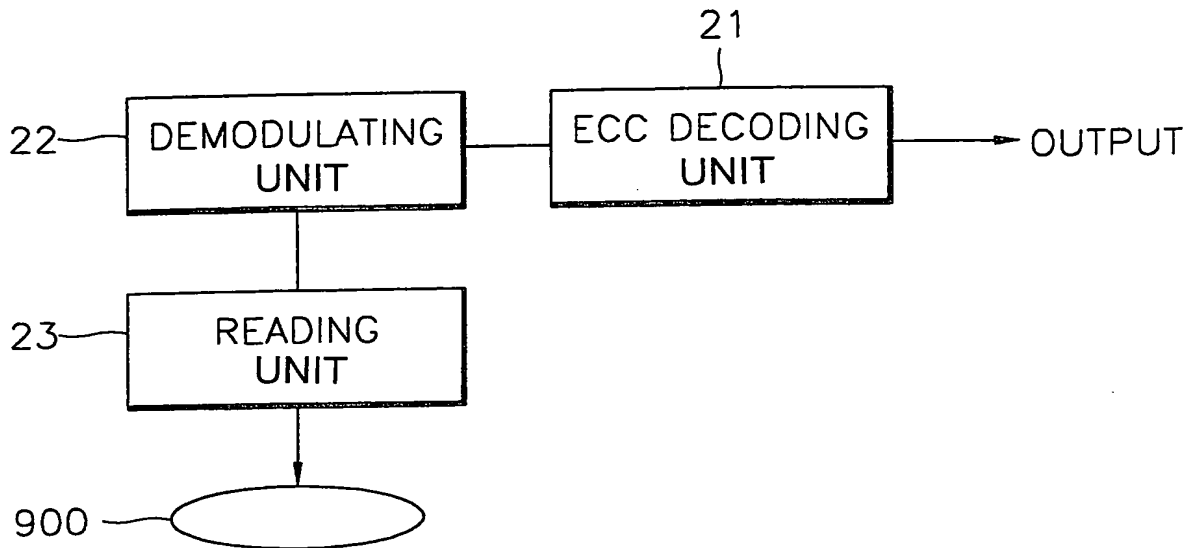 21
22
DEMODULATING
UNIT
ECC DECODING
UNIT
OUTPUT
23
READING
UNIT
900